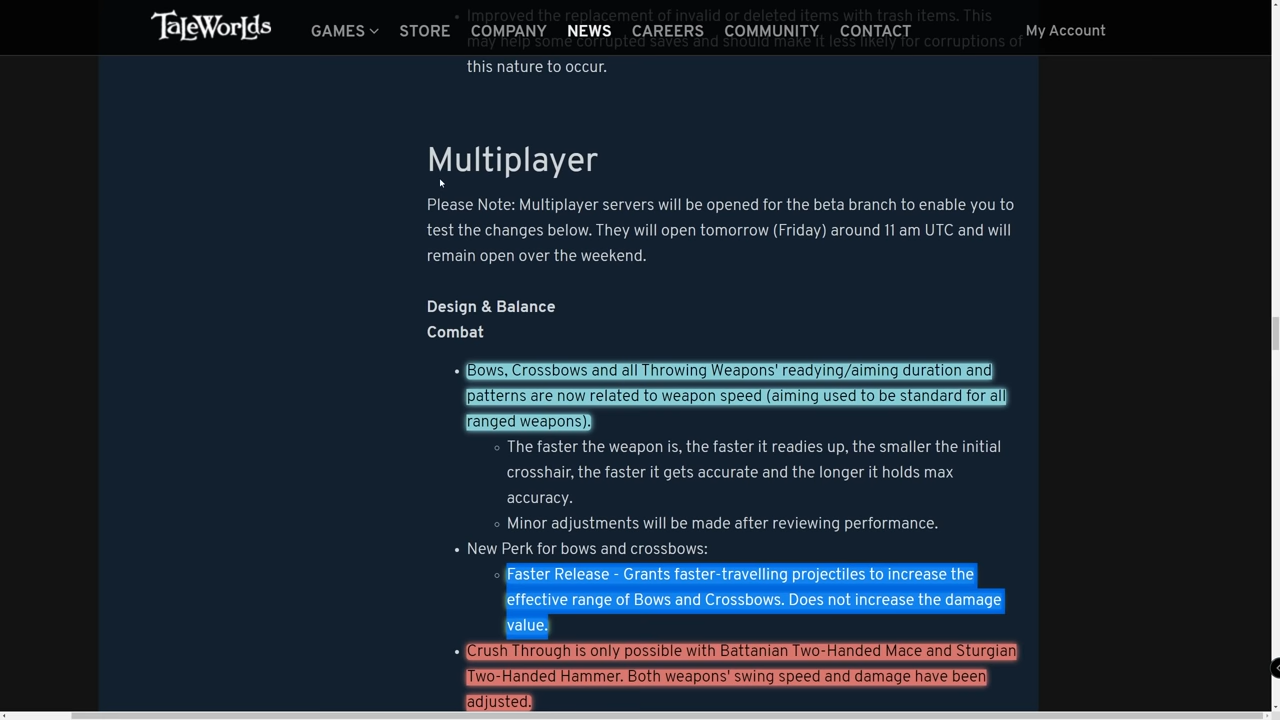 TaleWorlds
GAMES STORE COMPANY NEWS CAREERS COMMUNITY CONTACT My Account
• Improved the replacement of invalid or deleted items with trash items. This
may help some corrupted saves and should make it less likely for corruptions of
this nature to occur.
Multiplayer
Please Note: Multiplayer servers will be opened for the beta branch to enable you to
test the changes below. They will open tomorrow (Friday) around 11 am UTC and will
remain open over the weekend.
Design & Balance
Combat
• Bows, Crossbows and all Throwing Weapons' readying/aiming duration and
patterns are now related to weapon speed (aiming used to be standard for all
ranged weapons).
◦ The faster the weapon is, the faster it readies up, the smaller the initial
crosshair, the faster it gets accurate and the longer it holds max
accuracy.
◦ Minor adjustments will be made after reviewing performance.
• New Perk for bows and crossbows:
◦ Faster Release - Grants faster-travelling projectiles to increase the
effective range of Bows and Crossbows. Does not increase the damage
value.
• Crush Through is only possible with Battanian Two-Handed Mace and Sturgian
Two-Handed Hammer. Both weapons' swing speed and damage have been
adjusted.